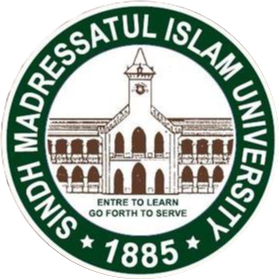 SINDH MADRESSATUL ISLAM UNIVERSITY
ENTRE TO LEARN
GO FORTH TO SERVE
★ 1885 ★